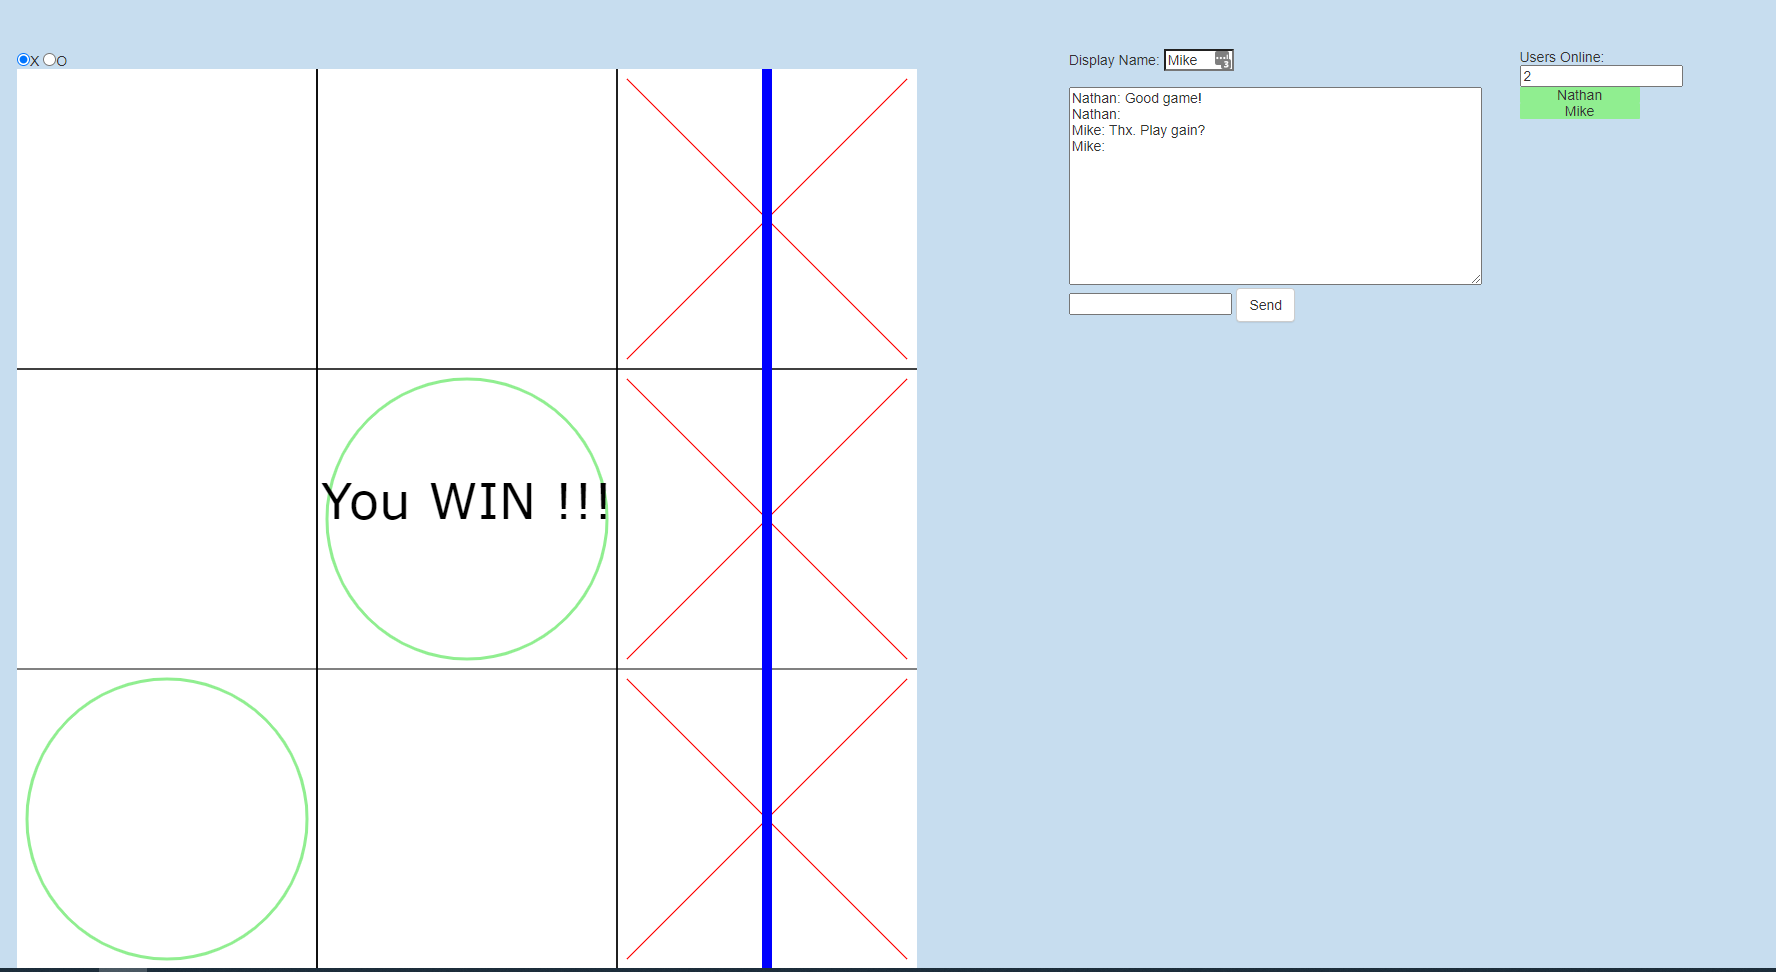 X O
Display Name: Mike
Users Online:
2
Nathan
Mike
Nathan: Good game!
Nathan:
Mike: Thx. Play gain?
Mike:
Send
You WIN !!!